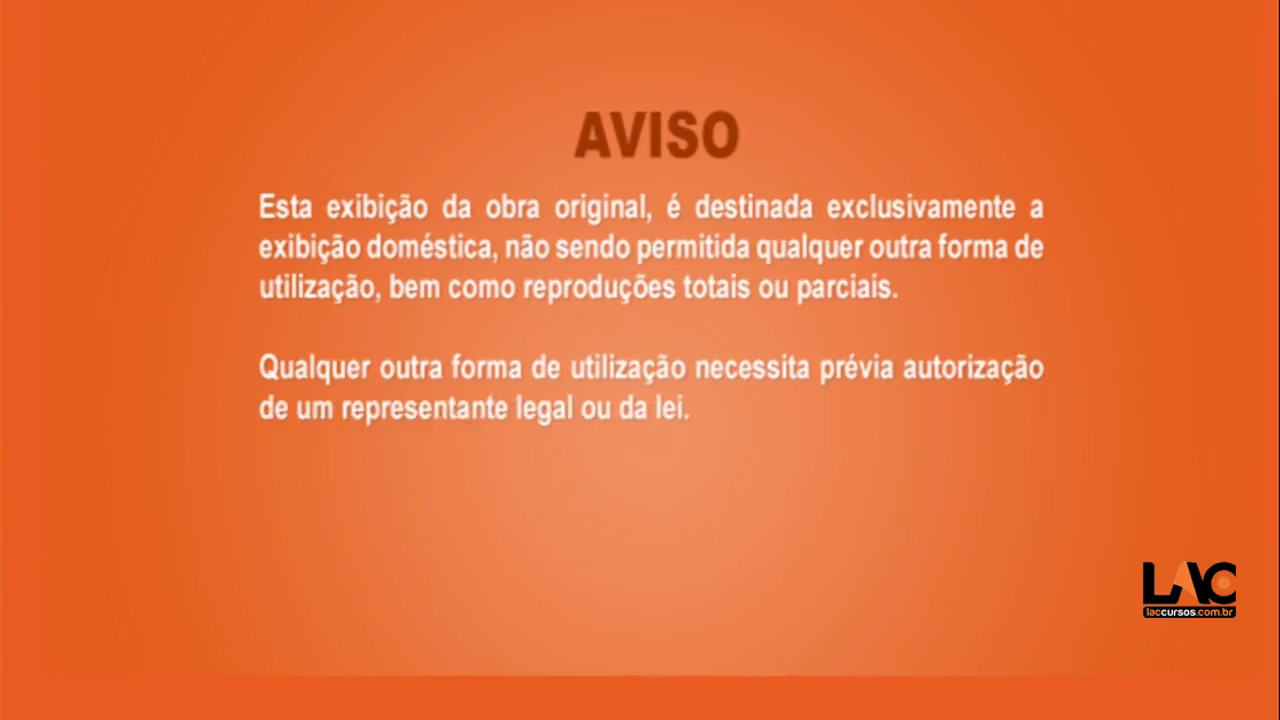 AVISO
Esta exibição da obra original, é destinada exclusivamente a
exibição doméstica, não sendo permitida qualquer outra forma de
utilização, bem como reproduções totais ou parciais.
Qualquer outra forma de utilização necessita prévia autorização
de um representante legal ou da lei.
LAC
laccursos.com.br